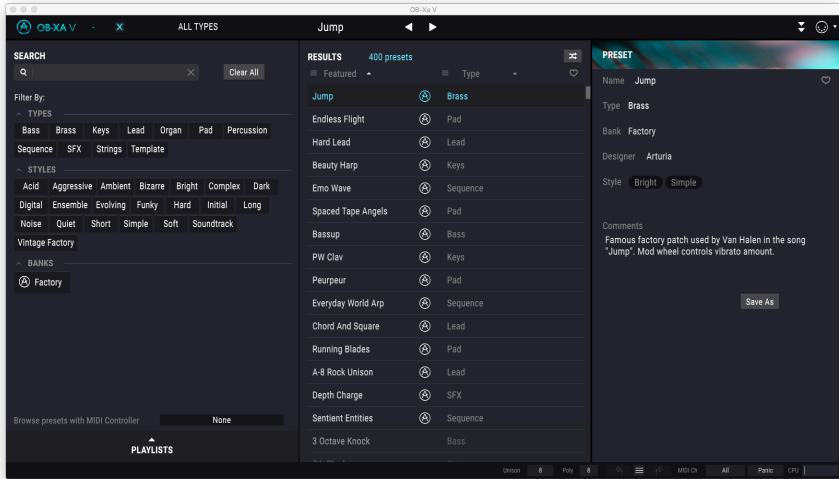 OB-Xa V
OB-XA V - ALL TYPES Jump
SEARCH
Clear All
Filter By:
TYPES
Bass Brass Keys Lead Organ Pad Percussion
Sequence SFX Strings Template
STYLES
Acid Aggressive Ambient Bizarre Bright Complex Dark
Digital Ensemble Evolving Funky Hard Initial Long
Noise Quiet Short Simple Soft Soundtrack
Vintage Factory
BANKS
Factory
Browse presets with MIDI Controller None
PLAYLISTS
RESULTS 400 presets
Featured Type
Jump Brass
Endless Flight Pad
Hard Lead Lead
Beauty Harp Keys
Emo Wave Sequence
Spaced Tape Angels Pad
Bassup Bass
PW Clav Keys
Peurpeur Pad
Everyday World Arp Sequence
Chord And Square Lead
Running Blades Pad
A-8 Rock Unison Lead
Depth Charge SFX
Sentient Entities Sequence
3 Octave Knock Bass
PRESET
Name Jump
Type Brass
Bank Factory
Designer Arturia
Style Bright Simple
Comments
Famous factory patch used by Van Halen in the song
"Jump". Mod wheel controls vibrato amount.
Save As
Unison 8 Poly 8 MIDI Ch All Panic CPU